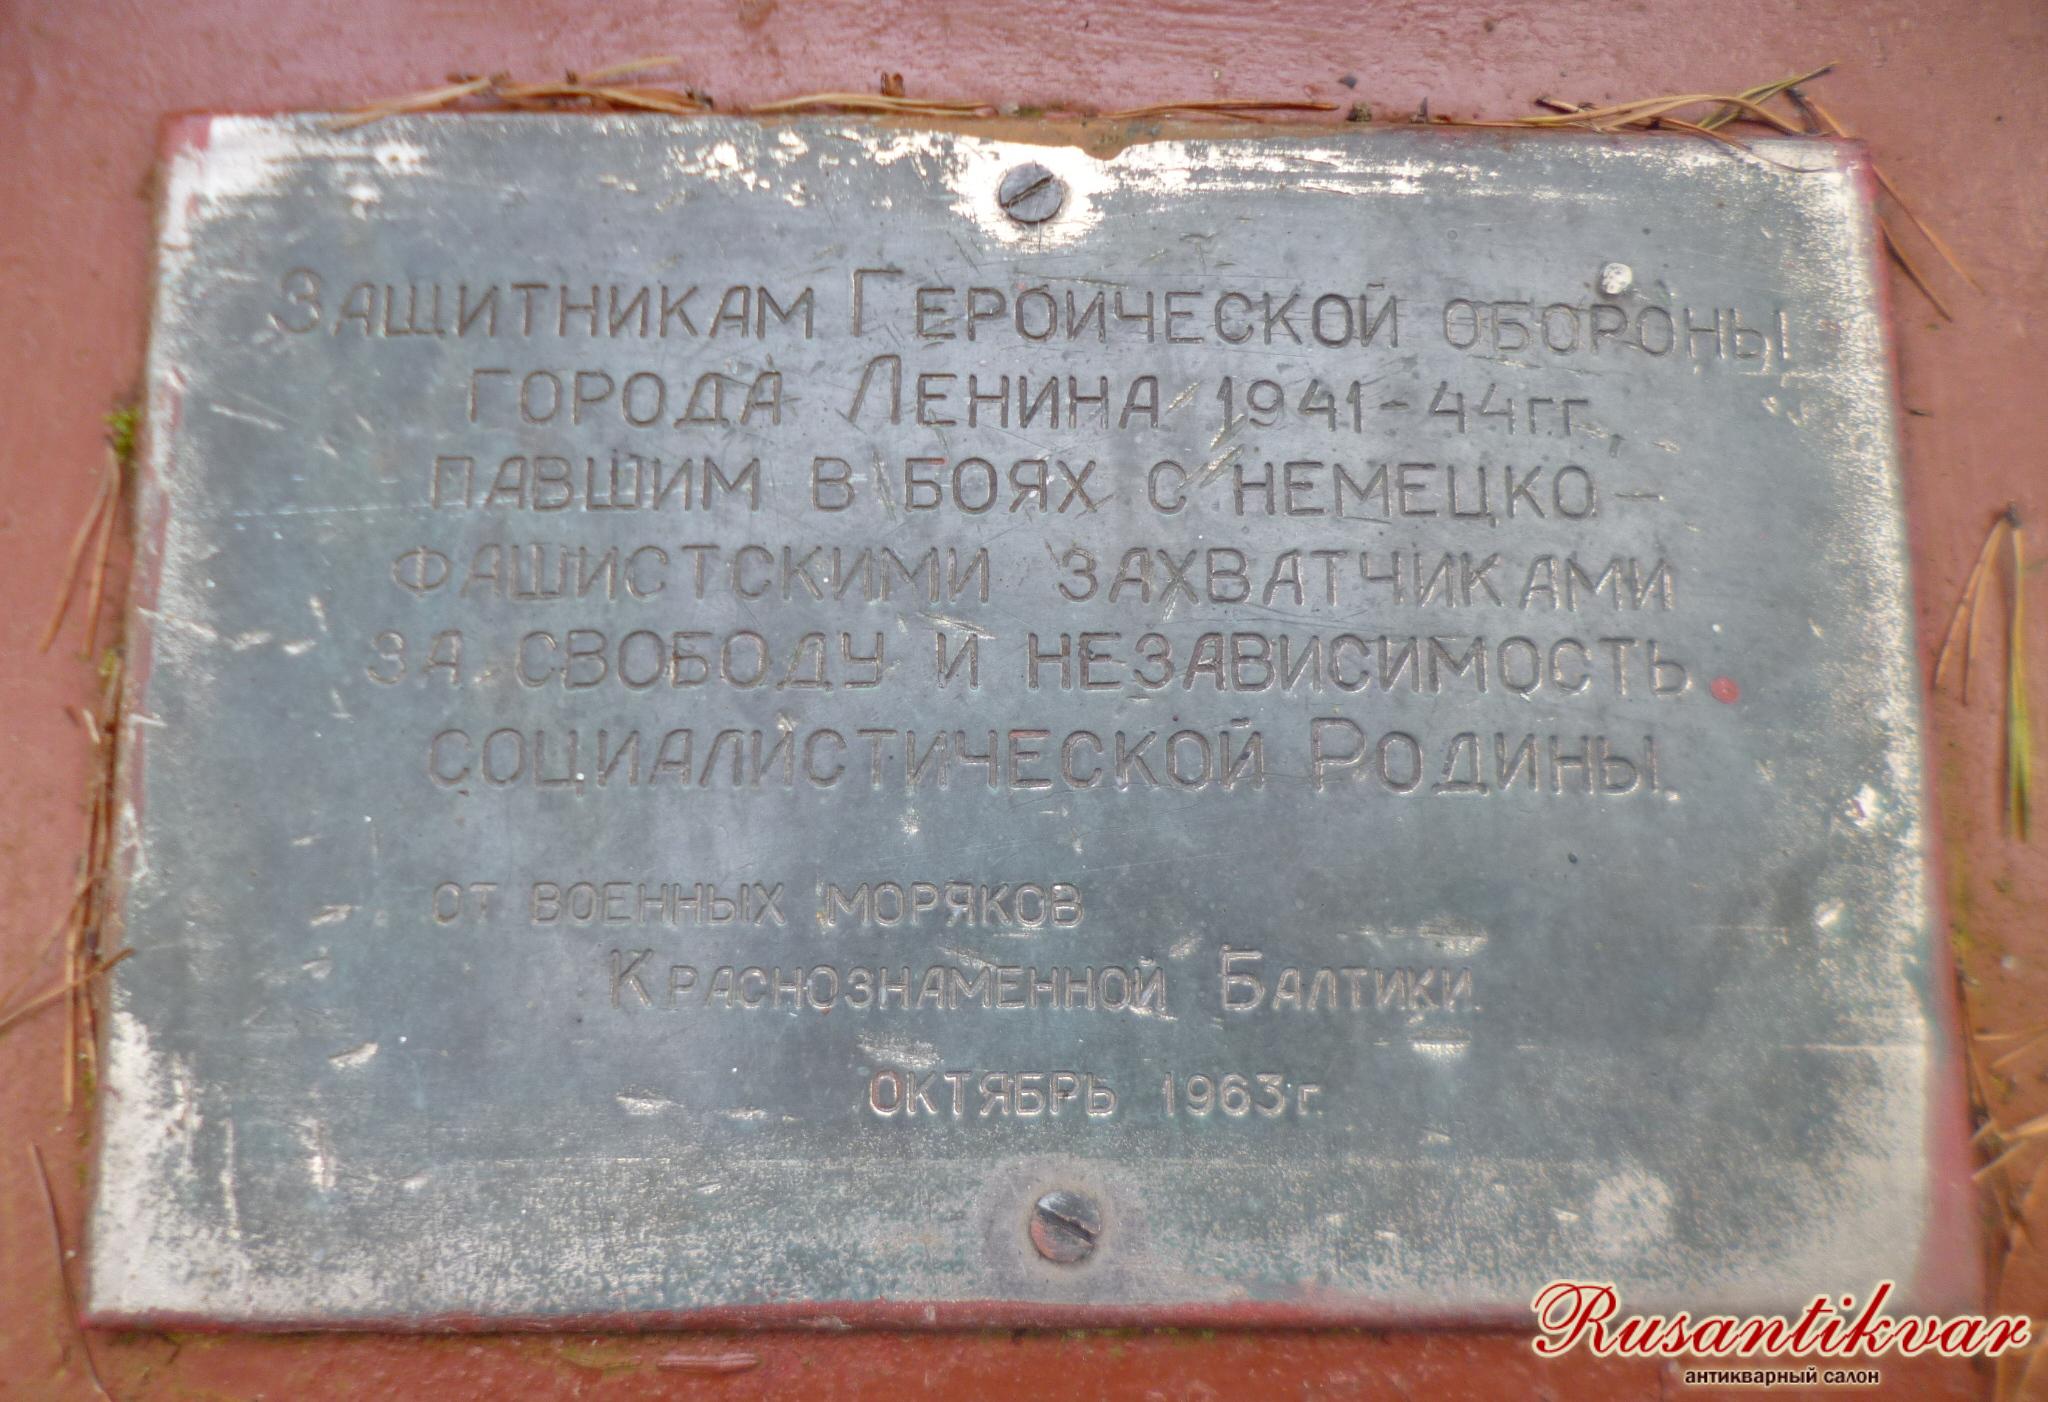 Защитникам Героической обороны
города Ленина 1941-44гг.,
павшим в боях с немецко-
фашистскими захватчиками
за свободу и независимость
социалистической Родины.
от военных моряков
Краснознаменной Балтики.
октябрь 1963г.
Rusantikvar
антикварный салон